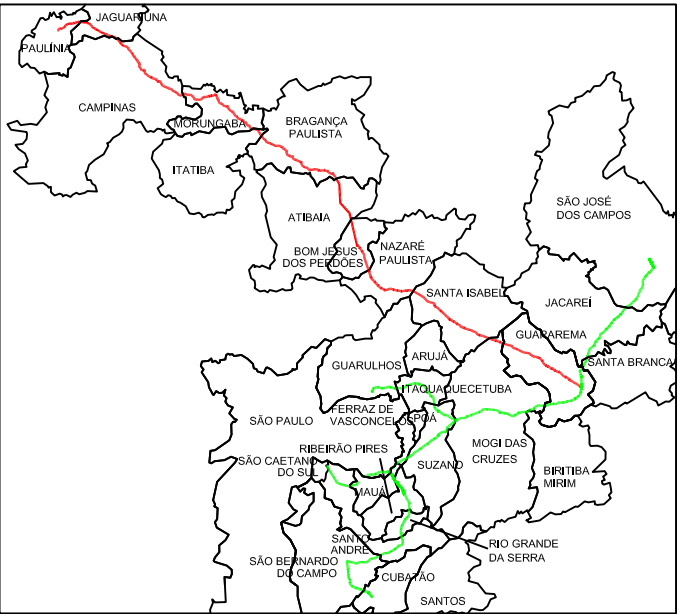 JAGUARIÚNA
PAULÍNIA
CAMPINAS
MORUNGABA
BRAGANÇA
PAULISTA
ITATIBA
SÃO JOSÉ
DOS CAMPOS
ATIBAIA
BOM JESUS
DOS PERDÕES
NAZARÉ
PAULISTA
SANTA ISABEL
JACAREÍ
GUAPAREMA
SANTA BRANCA
GUARULHOS
ARUJÁ
ITAQUAQUECETUBA
FERRAZ DE
VASCONCELOS
POÁ
SÃO PAULO
RIBEIRÃO PIRES
MOGI DAS
CRUZES
SÃO CAETANO
DO SUL
SUZANO
BIRITIBA
MIRIM
MAUÁ
SANTO
ANDRÉ
RIO GRANDE
DA SERRA
SÃO BERNARDO
DO CAMPO
CUBATÃO
SANTOS